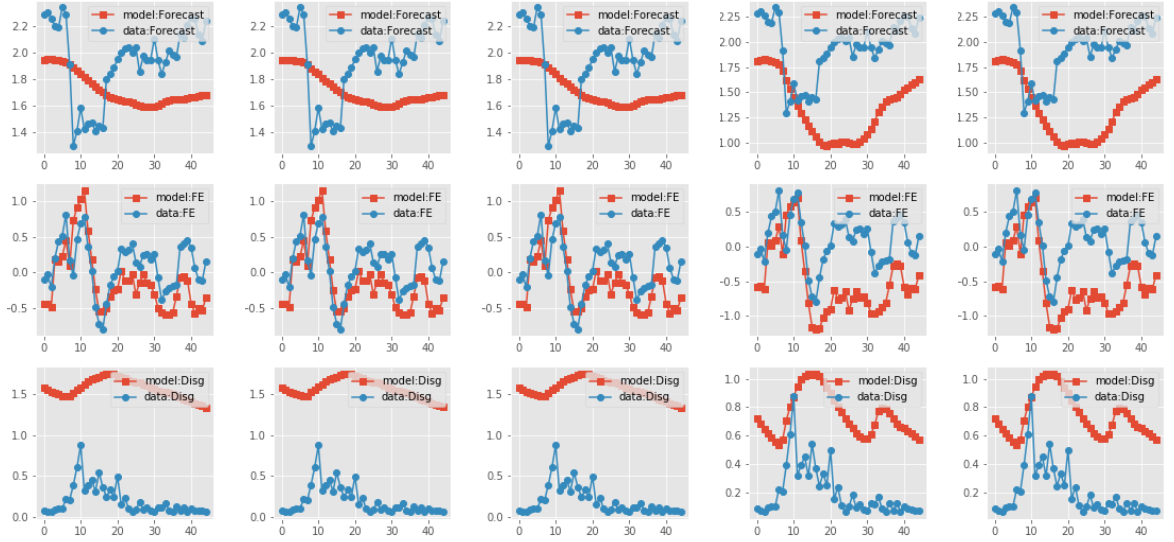 2.2 2.0 1.8 1.6 1.4 model:Forecast data:Forecast 0 10 20 30 40
2.2 2.0 1.8 1.6 1.4 model:Forecast data:Forecast 0 10 20 30 40
2.2 2.0 1.8 1.6 1.4 model:Forecast data:Forecast 0 10 20 30 40
2.25 2.00 1.75 1.50 1.25 1.00 model:Forecast data:Forecast 0 10 20 30 40
2.25 2.00 1.75 1.50 1.25 1.00 model:Forecast data:Forecast 0 10 20 30 40
1.0 0.5 0.0 -0.5 model:FE data:FE 0 10 20 30 40
1.0 0.5 0.0 -0.5 model:FE data:FE 0 10 20 30 40
1.0 0.5 0.0 -0.5 model:FE data:FE 0 10 20 30 40
0.5 0.0 -0.5 -1.0 model:FE data:FE 0 10 20 30 40
0.5 0.0 -0.5 -1.0 model:FE data:FE 0 10 20 30 40
1.5 1.0 0.5 0.0 model:Disg data:Disg 0 10 20 30 40
1.5 1.0 0.5 0.0 model:Disg data:Disg 0 10 20 30 40
1.5 1.0 0.5 0.0 model:Disg data:Disg 0 10 20 30 40
1.0 0.8 0.6 0.4 0.2 model:Disg data:Disg 0 10 20 30 40
1.0 0.8 0.6 0.4 0.2 model:Disg data:Disg 0 10 20 30 40